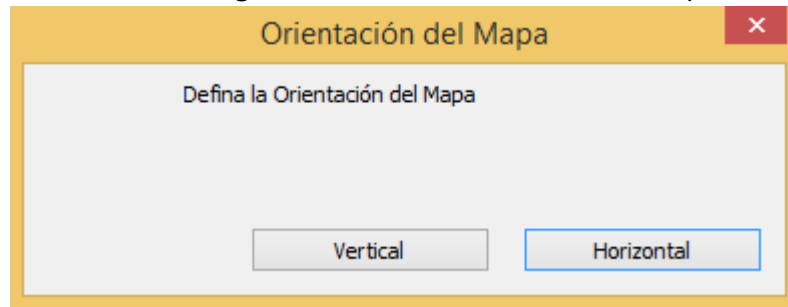 Orientación del Mapa
Defina la Orientación del Mapa
Vertical
Horizontal